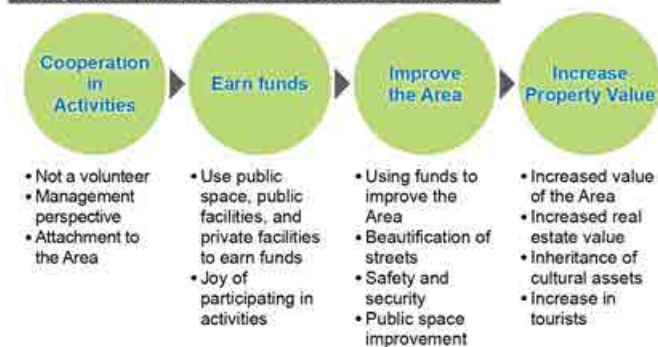 Cooperation
in
Activities
• Not a volunteer
• Management
perspective
• Attachment to
the Area
Earn funds
• Use public
space, public
facilities, and
private facilities
to earn funds
• Joy of
participating in
activities
Improve
the Area
• Using funds to
improve the
Area
• Beautification of
streets
• Safety and
security
• Public space
improvement
Increase
Property Value
• Increased value
of the Area
• Increased real
estate value
• Inheritance of
cultural assets
• Increase in
tourists